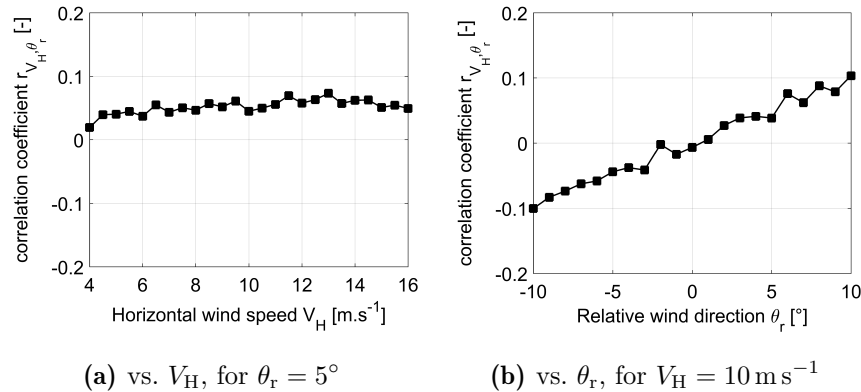 correlation coefficient r_{V_H,θ_r} [-]
0.2
0.1
0
-0.1
-0.2
4 6 8 10 12 14 16
Horizontal wind speed V_H [m.s^{-1}]
(a) vs. V_H, for θ_r = 5°
correlation coefficient r_{V_H,θ_r} [-]
0.2
0.1
0
-0.1
-0.2
-10 -5 0 5 10
Relative wind direction θ_r [°]
(b) vs. θ_r, for V_H = 10 m s^{−1}